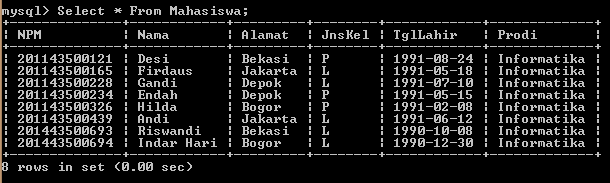 mysql> Select * From Mahasiswa;
+--------------+-------------+---------+--------+------------+-------------+
| NPM          | Nama        | Alamat  | JnsKel | TglLahir   | Prodi       |
+--------------+-------------+---------+--------+------------+-------------+
| 201143500121 | Desi        | Bekasi  | P      | 1991-08-24 | Informatika |
| 201143500165 | Firdaus     | Jakarta | L      | 1991-05-18 | Informatika |
| 201143500228 | Gandi       | Depok   | L      | 1991-07-10 | Informatika |
| 201143500234 | Endah       | Depok   | P      | 1991-05-15 | Informatika |
| 201143500326 | Hilda       | Bogor   | P      | 1991-02-08 | Informatika |
| 201143500439 | Andi        | Jakarta | L      | 1991-06-12 | Informatika |
| 201443500693 | Riswandi    | Bekasi  | L      | 1990-10-08 | Informatika |
| 201443500694 | Indar Hari  | Bogor   | L      | 1990-12-30 | Informatika |
+--------------+-------------+---------+--------+------------+-------------+
8 rows in set (0.00 sec)